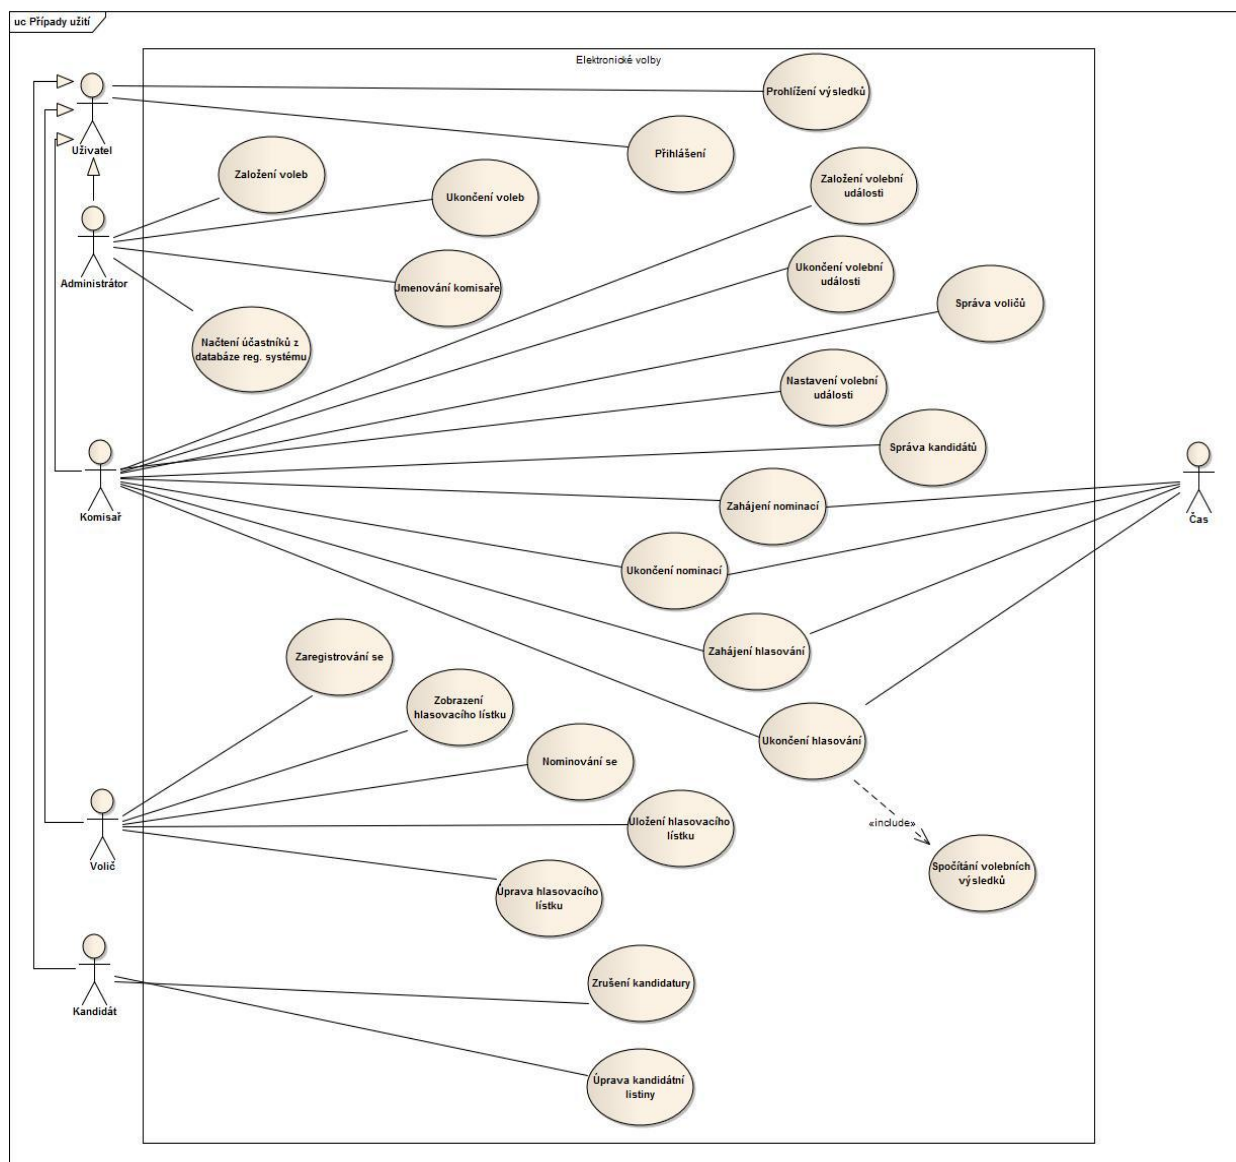 uc Případy užití
Elektronické volby
Prohlížení výsledků
Uživatel
Přihlášení
Založení voleb
Ukončení voleb
Založení volební
události
Administrátor
Jmenování komisaře
Ukončení volební
události
Správa voličů
Načtení účastníků z
databáze reg. systému
Nastavení volební
události
Správa kandidátů
Komisař
Zahájení nominací
Čas
Ukončení nominací
Zahájení hlasování
Zaregistrování se
Zobrazení
hlasovacího lístku
Ukončení hlasování
Nominování se
«include»
Uložení hlasovacího
lístku
Volič
Spočítání volebních
výsledků
Úprava hlasovacího
lístku
Zrušení kandidatury
Kandidát
Úprava kandidátní
listiny